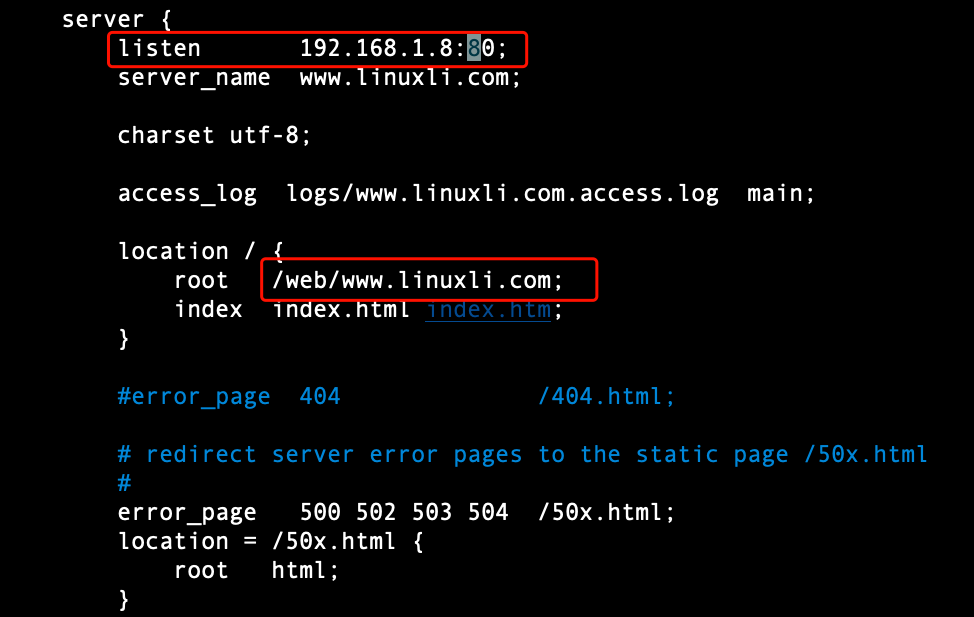 server {
listen 192.168.1.8:80;
server_name www.linuxli.com;
charset utf-8;
access_log logs/www.linuxli.com.access.log main;
location / {
root /web/www.linuxli.com;
index index.html index.htm;
}
#error_page 404 /404.html;
# redirect server error pages to the static page /50x.html
#
error_page 500 502 503 504 /50x.html;
location = /50x.html {
root html;
}